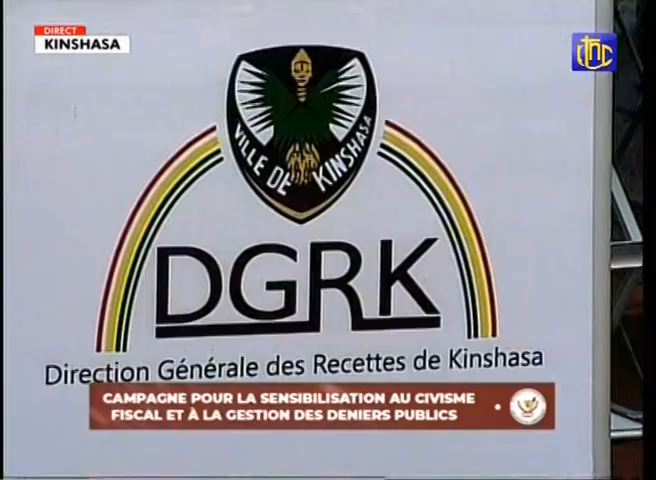 DIRECT
KINSHASA
tnc
VILLE DE KINSHASA
DGRK
Direction Générale des Recettes de Kinshasa
CAMPAGNE POUR LA SENSIBILISATION AU CIVISME
FISCAL ET À LA GESTION DES DENIERS PUBLICS